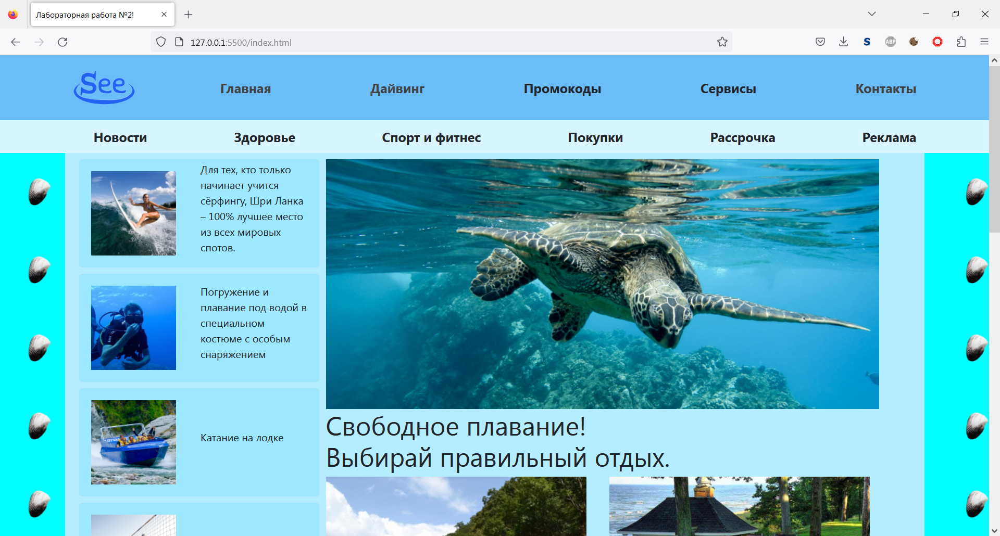 Лабораторная работа №2!
127.0.0.1:5500/index.html
S
ABP
See
Главная
Дайвинг
Промокоды
Сервисы
Контакты
Новости
Здоровье
Спорт и фитнес
Покупки
Рассрочка
Реклама
Для тех, кто только
начинает учится
сёрфингу, Шри Ланка
– 100% лучшее место
из всех мировых
спотов.
Погружение и
плавание под водой в
специальном
костюме с особым
снаряжением
Катание на лодке
Свободное плавание!
Выбирай правильный отдых.